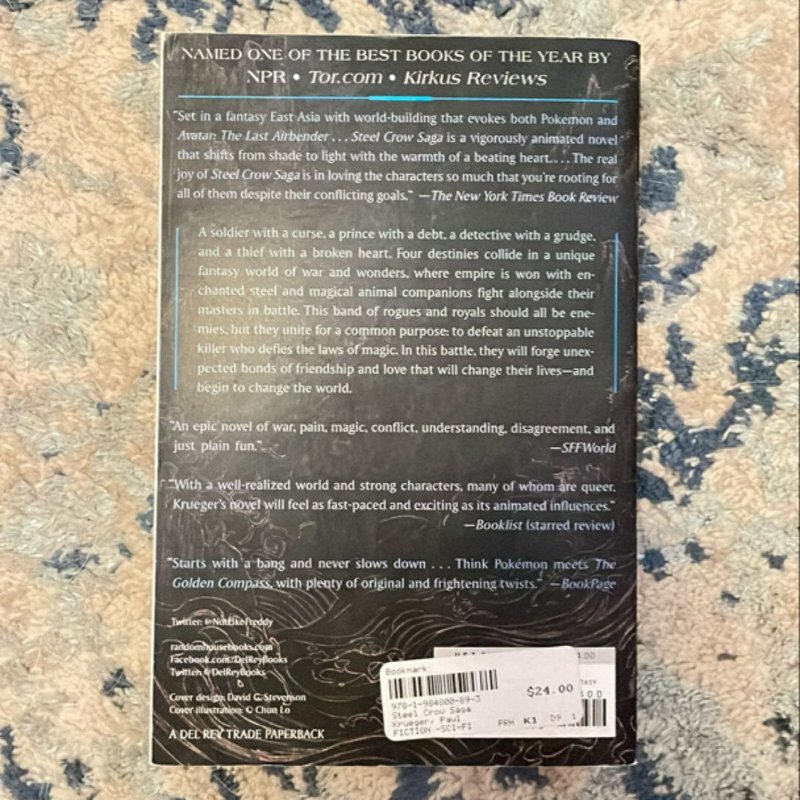 NAMED ONE OF THE BEST BOOKS OF THE YEAR BY
NPR • Tor.com • Kirkus Reviews
"Set in a fantasy East Asia with world-building that evokes both Pokemon and
Avatar: The Last Airbender . . . Steel Crow Saga is a vigorously animated novel
that shifts from shade to light with the warmth of a beating heart. . . . The real
joy of Steel Crow Saga is in loving the characters so much that you're rooting for
all of them despite their conflicting goals." —The New York Times Book Review
A soldier with a curse, a prince with a debt, a detective with a grudge,
and a thief with a broken heart. Four destinies collide in a unique
fantasy world of war and wonders, where empire is won with en-
chanted steel and magical animal companions fight alongside their
masters in battle. This band of rogues and royals should all be ene-
mies, but they unite for a common purpose: to defeat an unstoppable
killer who defies the laws of magic. In this battle, they will forge unex-
pected bonds of friendship and love that will change their lives—and
begin to change the world.
"An epic novel of war, pain, magic, conflict, understanding, disagreement, and
just plain fun." —SFFWorld
"With a well-realized world and strong characters, many of whom are queer,
Krueger's novel will feel as fast-paced and exciting as its animated influences."
—Booklist (starred review)
"Starts with a bang and never slows down . . . Think Pokémon meets The
Golden Compass, with plenty of original and frightening twists." —BookPage
Twitter: @NotLikeFreddy
randomhousebooks.com
Facebook.com/DelReyBooks
Twitter: @DelReyBooks
Cover design: David G. Stevenson
Cover illustration: © Chun Lo
A DEL REY TRADE PAPERBACK
Bookmark
$24.00
978-1-984800-89-3
Steel Crow Saga
Krueger, Paul
FICTION -SCI-FI
PRH K1 D9 1